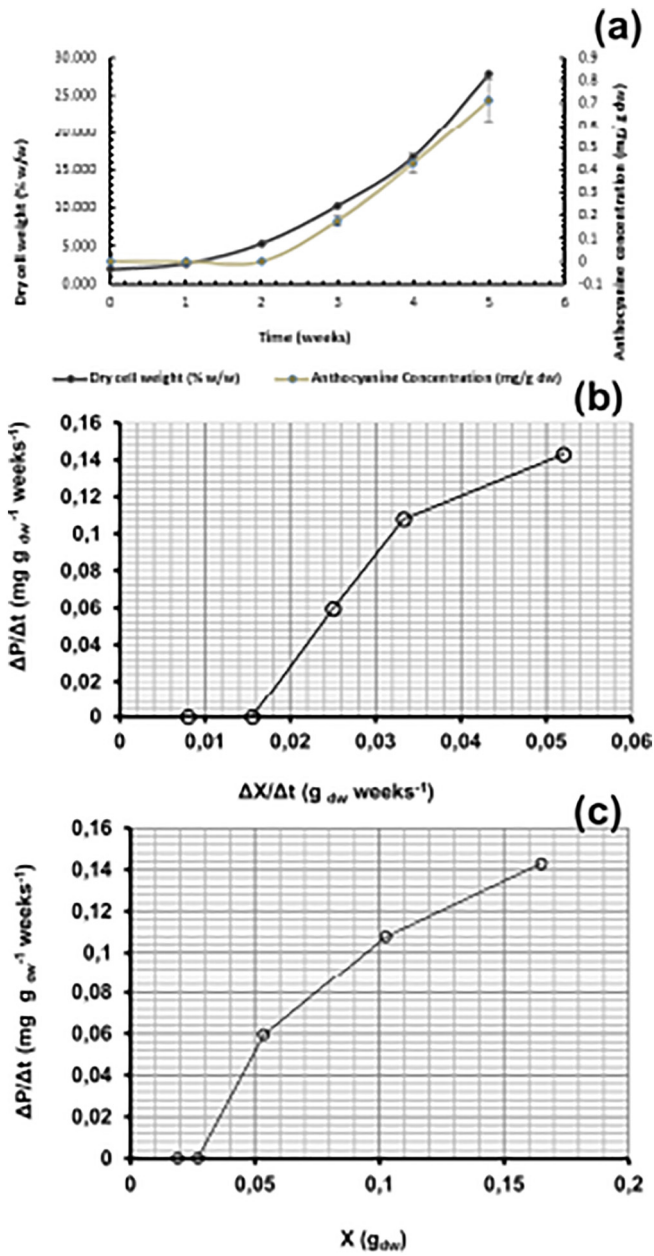 (a)
30.000
25.000
20.000
15.000
10.000
5.000
0.000
Dry cell weight (% w/w)
0.9
0.8
0.7
0.6
0.5
0.4
0.3
0.2
0.1
0
-0.1
Anthocyanine concentration (mg/ g dw)
0 1 2 3 4 5 6
Time (weeks)
Dry cell weight (% w/w) Anthocyanine Concentration (mg/g dw)
(b)
0,16
0,14
0,12
0,1
0,08
0,06
0,04
0,02
0
ΔP/Δt (mg g dw⁻¹ weeks⁻¹)
0 0,01 0,02 0,03 0,04 0,05 0,06
ΔX/Δt (g dw weeks⁻¹)
(c)
0,16
0,14
0,12
0,1
0,08
0,06
0,04
0,02
0
ΔP/Δt (mg g dw⁻¹ weeks⁻¹)
0 0,05 0,1 0,15 0,2
X (gdw)